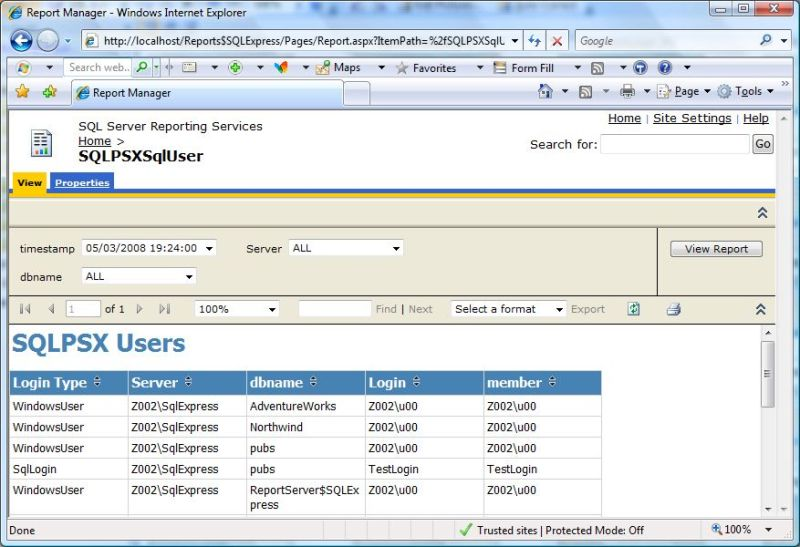 Report Manager - Windows Internet Explorer
http://localhost/Reports$SQLExpress/Pages/Report.aspx?ItemPath=%2fSQLPSXSqlU
Google
Search web..
Maps
Favorites
Form Fill
Report Manager
Page
Tools
SQL Server Reporting Services
Home >
SQLPSXSqlUser
Home | Site Settings | Help
Search for:
Go
View
Properties
timestamp 05/03/2008 19:24:00
Server ALL
View Report
dbname ALL
1 of 1
100%
Find | Next
Select a format
Export
SQLPSX Users
Login Type Server dbname Login member
WindowsUser Z002\SqlExpress AdventureWorks Z002\u00 Z002\u00
WindowsUser Z002\SqlExpress Northwind Z002\u00 Z002\u00
WindowsUser Z002\SqlExpress pubs Z002\u00 Z002\u00
SqlLogin Z002\SqlExpress pubs TestLogin TestLogin
WindowsUser Z002\SqlExpress ReportServer$SQLEx Z002\u00 Z002\u00
press
Done
Trusted sites | Protected Mode: Off
100%